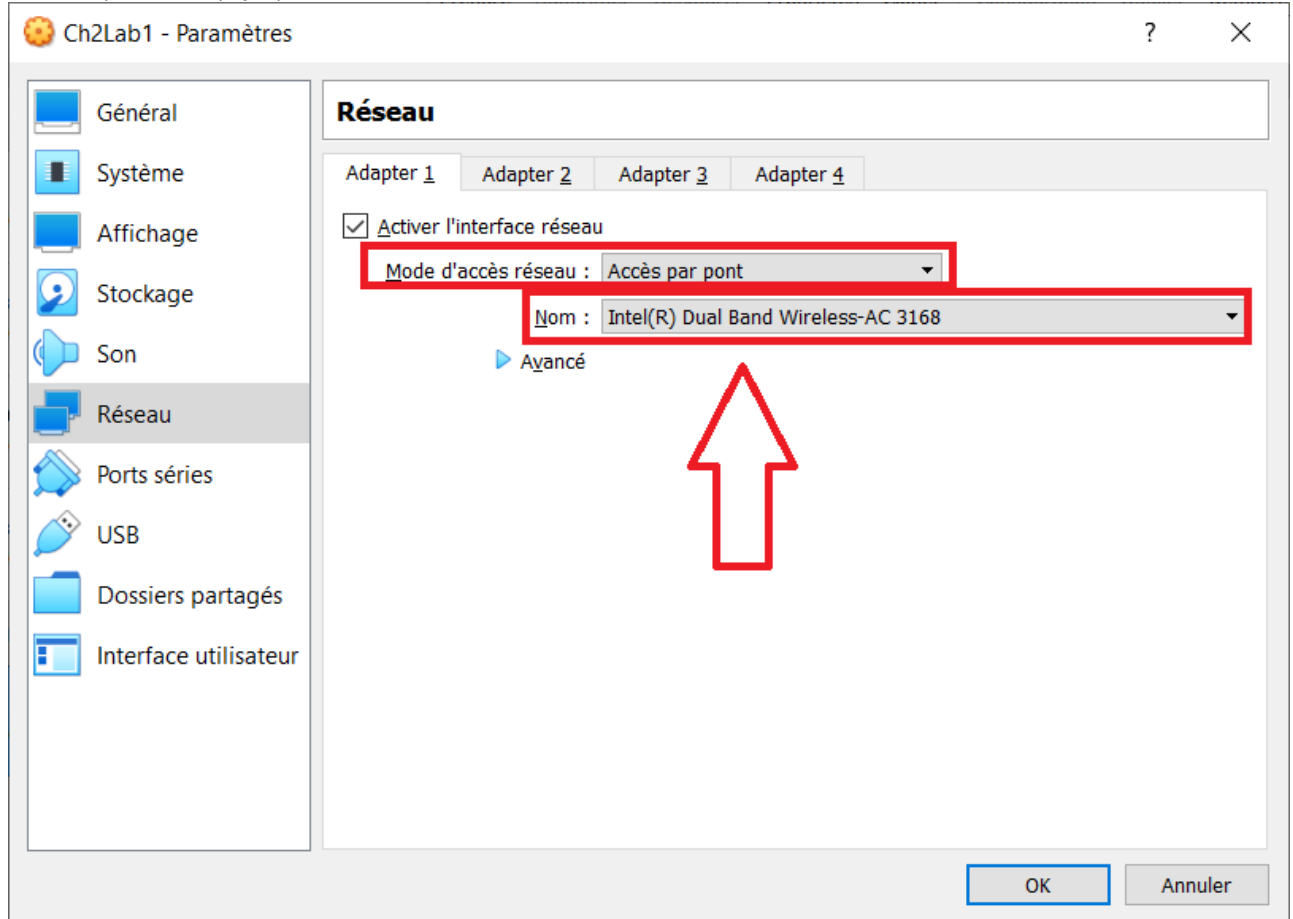 Ch2Lab1 - Paramètres
?
Général
Système
Affichage
Stockage
Son
Réseau
Ports séries
USB
Dossiers partagés
Interface utilisateur
Réseau
Adapter 1 Adapter 2 Adapter 3 Adapter 4
Activer l'interface réseau
Mode d'accès réseau : Accès par pont
Nom : Intel(R) Dual Band Wireless-AC 3168
Avancé
OK Annuler